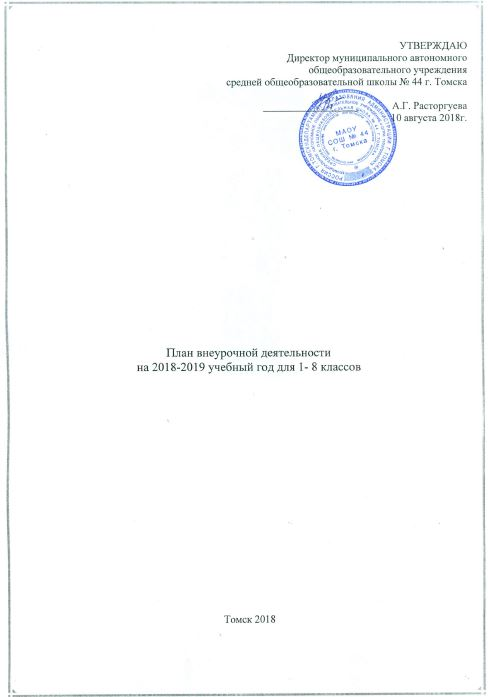 УТВЕРЖДАЮ
Директор муниципального автономного
общеобразовательного учреждения
средней общеобразовательной школы № 44 г. Томска
А.Г. Расторгуева
10 августа 2018г.
МАОУ
СОШ № 44
г. Томска
План внеурочной деятельности
на 2018-2019 учебный год для 1- 8 классов
Томск 2018